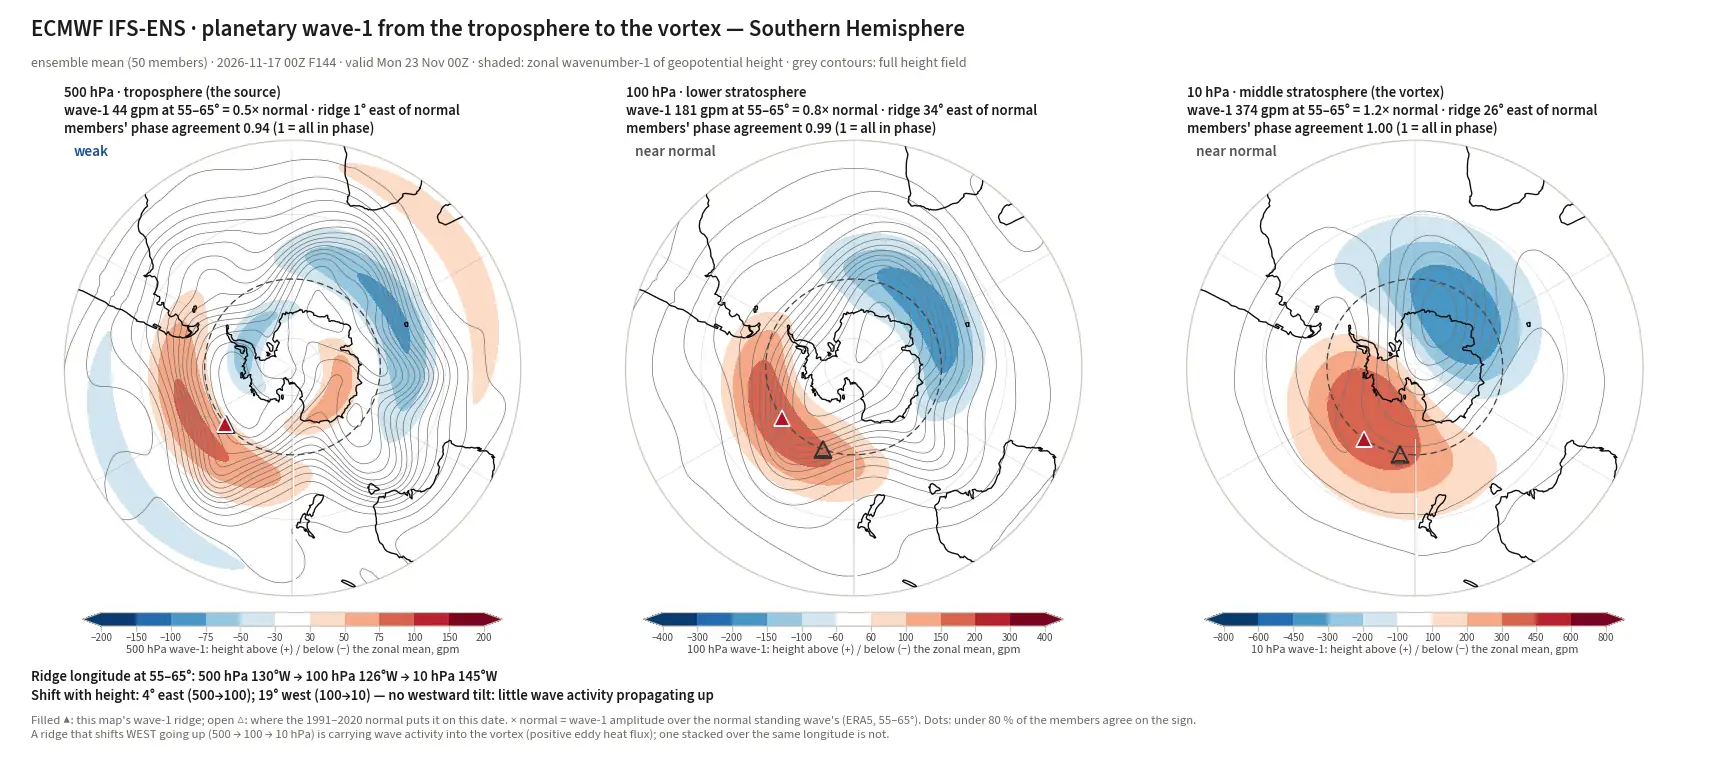 ECMWF IFS-ENS · planetary wave-1 from the troposphere to the vortex — Southern Hemisphere
ensemble mean (50 members) · 2026-11-17 00Z F144 · valid Mon 23 Nov 00Z · shaded: zonal wavenumber-1 of geopotential height · grey contours: full height field
500 hPa · troposphere (the source)
wave-1 44 gpm at 55–65° = 0.5× normal · ridge 1° east of normal
members' phase agreement 0.94 (1 = all in phase)
weak
100 hPa · lower stratosphere
wave-1 181 gpm at 55–65° = 0.8× normal · ridge 34° east of normal
members' phase agreement 0.99 (1 = all in phase)
near normal
10 hPa · middle stratosphere (the vortex)
wave-1 374 gpm at 55–65° = 1.2× normal · ridge 26° east of normal
members' phase agreement 1.00 (1 = all in phase)
near normal
−200 −150 −100 −75 −50 −30 30 50 75 100 150 200
500 hPa wave-1: height above (+) / below (−) the zonal mean, gpm
−400 −300 −200 −150 −100 −60 60 100 150 200 300 400
100 hPa wave-1: height above (+) / below (−) the zonal mean, gpm
−800 −600 −450 −300 −200 −100 100 200 300 450 600 800
10 hPa wave-1: height above (+) / below (−) the zonal mean, gpm
Ridge longitude at 55–65°: 500 hPa 130°W → 100 hPa 126°W → 10 hPa 145°W
Shift with height: 4° east (500→100); 19° west (100→10) — no westward tilt: little wave activity propagating up
Filled ▲: this map's wave-1 ridge; open △: where the 1991–2020 normal puts it on this date. × normal = wave-1 amplitude over the normal standing wave's (ERA5, 55–65°). Dots: under 80 % of the members agree on the sign.
A ridge that shifts WEST going up (500 → 100 → 10 hPa) is carrying wave activity into the vortex (positive eddy heat flux); one stacked over the same longitude is not.